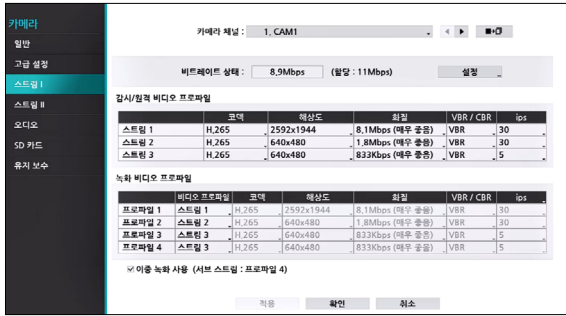 카메라
일반
고급 설정
스트림 I
스트림 II
오디오
SD 카드
유지 보수
카메라 채널 : 1. CAM1
비트레이트 상태 : 8.9Mbps (할당 : 11Mbps) 설정
감시/원격 비디오 프로파일
코덱 해상도 화질 VBR / CBR ips
스트림 1 H.265 2592x1944 8.1Mbps (매우 좋음) VBR 30
스트림 2 H.265 640x480 1.8Mbps (매우 좋음) VBR 30
스트림 3 H.265 640x480 833Kbps (매우 좋음) VBR 5
녹화 비디오 프로파일
비디오 프로파일 코덱 해상도 화질 VBR / CBR ips
프로파일 1 스트림 1 H.265 2592x1944 8.1Mbps (매우 좋음) VBR 30
프로파일 2 스트림 2 H.265 640x480 1.8Mbps (매우 좋음) VBR 30
프로파일 3 스트림 3 H.265 640x480 833Kbps (매우 좋음) VBR 5
프로파일 4 스트림 3 H.265 640x480 833Kbps (매우 좋음) VBR 5
이중 녹화 사용 (서브 스트림 : 프로파일 4)
적용 확인 취소